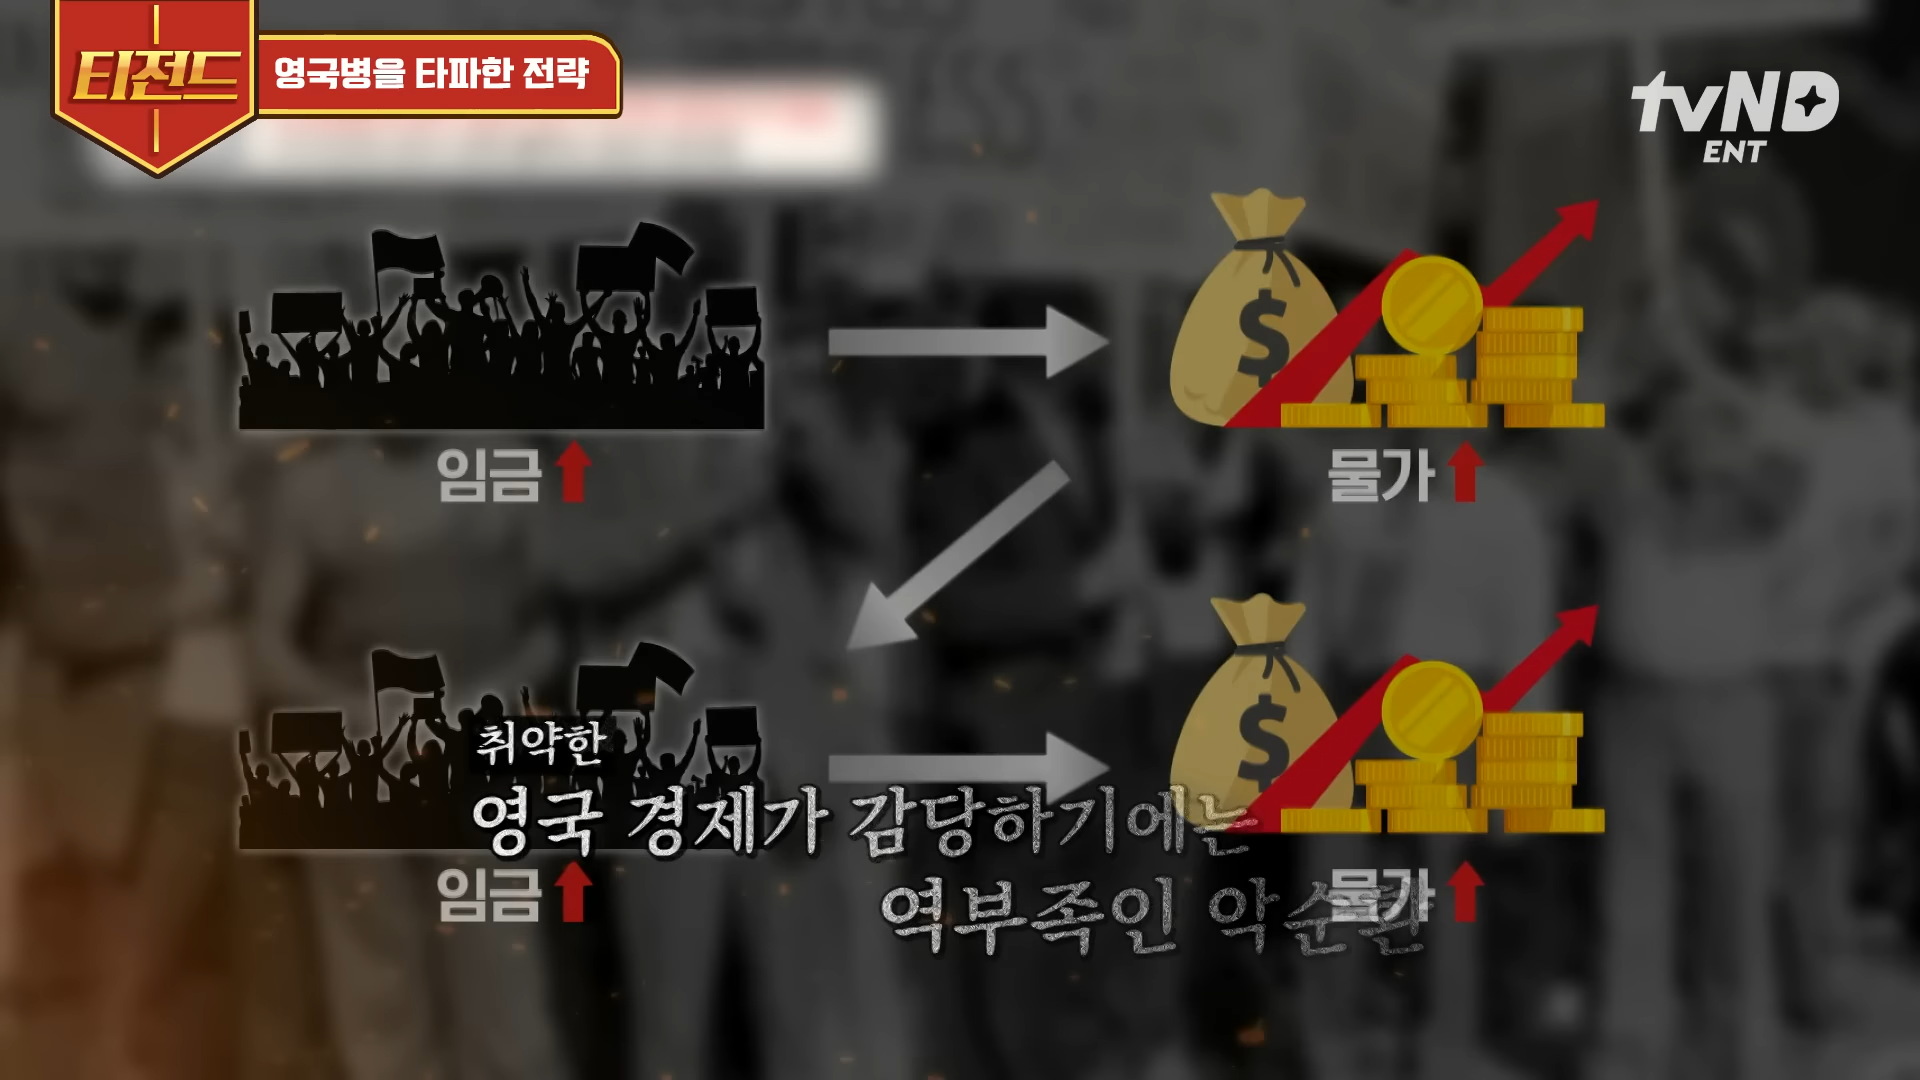 티전드
영국병을 타파한 전략
tvND
ENT
$
임금
물가
$
취약한
영국 경제가 감당하기에는
역부족인 악순환
임금
물가